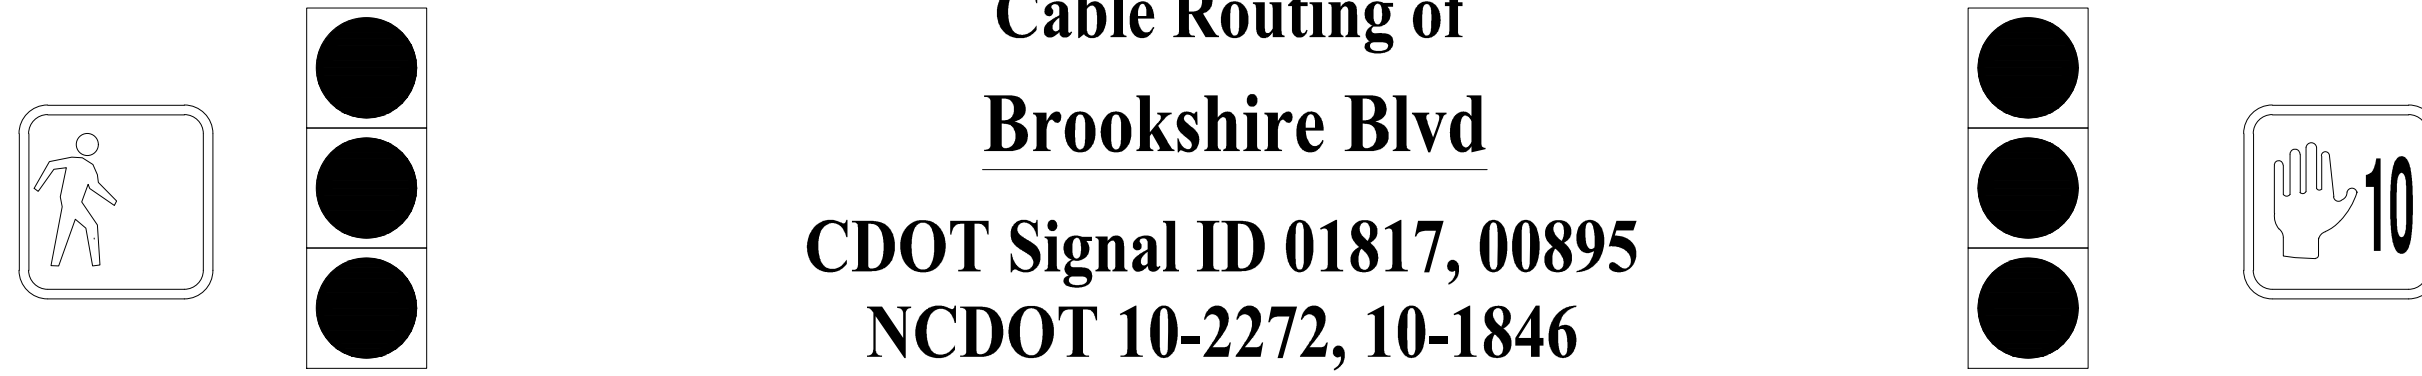 Cable Routing of
Brookshire Blvd
CDOT Signal ID 01817, 00895
NCDOT 10-2272, 10-1846
10